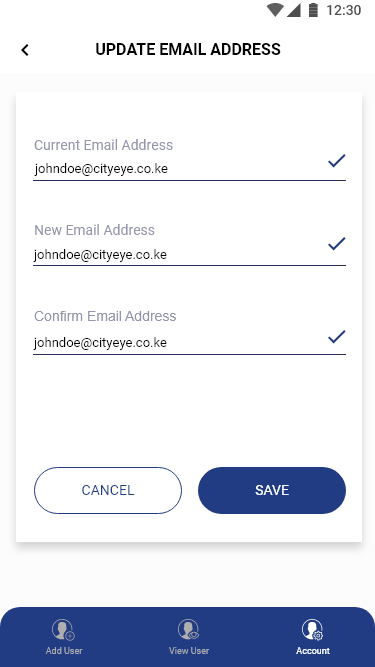 12:30
UPDATE EMAIL ADDRESS
Current Email Address
johndoe@cityeye.co.ke
New Email Address
johndoe@cityeye.co.ke
Confirm Email Address
johndoe@cityeye.co.ke
CANCEL SAVE
Add User View User Account